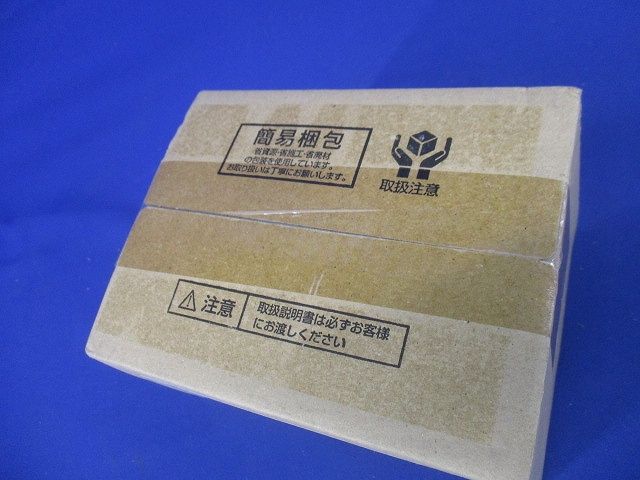 簡易梱包
省資源・省施工・省廃材
の包装を使用しています。
お取り扱いは丁寧にお願いします。
取扱注意
注意
取扱説明書は必ずお客様
にお渡しください